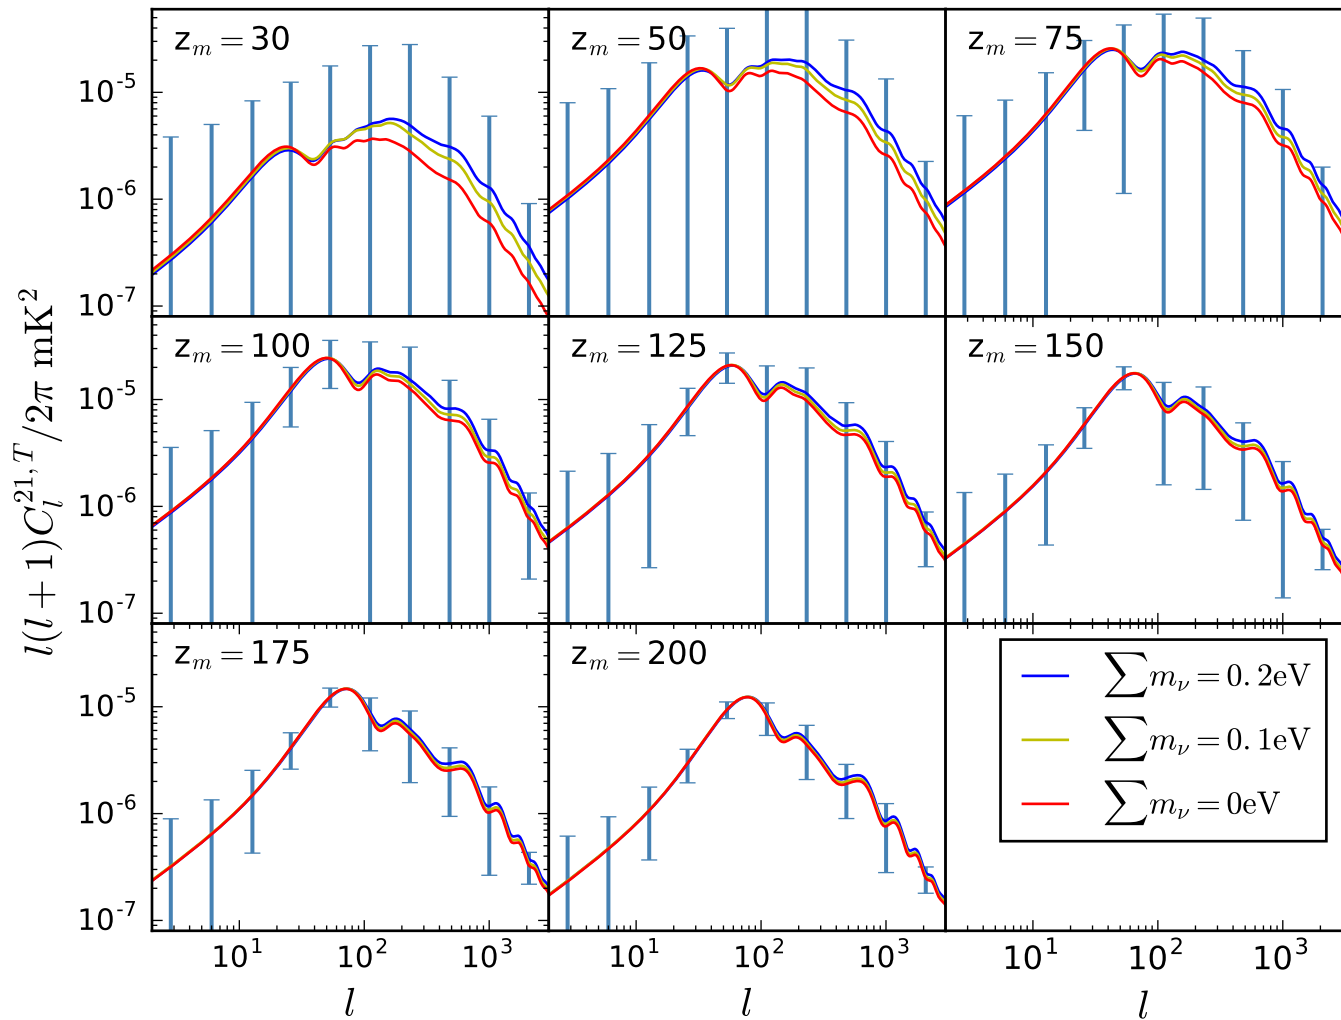 z_m = 30
z_m = 50
z_m = 75
10^-5
10^-6
10^-7
z_m = 100
z_m = 125
z_m = 150
10^-5
10^-6
10^-7
l(l + 1)C_l^{21,T}/2π mK^2
z_m = 175
z_m = 200
∑m_ν = 0.2eV
∑m_ν = 0.1eV
∑m_ν = 0eV
10^-5
10^-6
10^-7
10^1 10^2 10^3 10^1 10^2 10^3 10^1 10^2 10^3
l l l